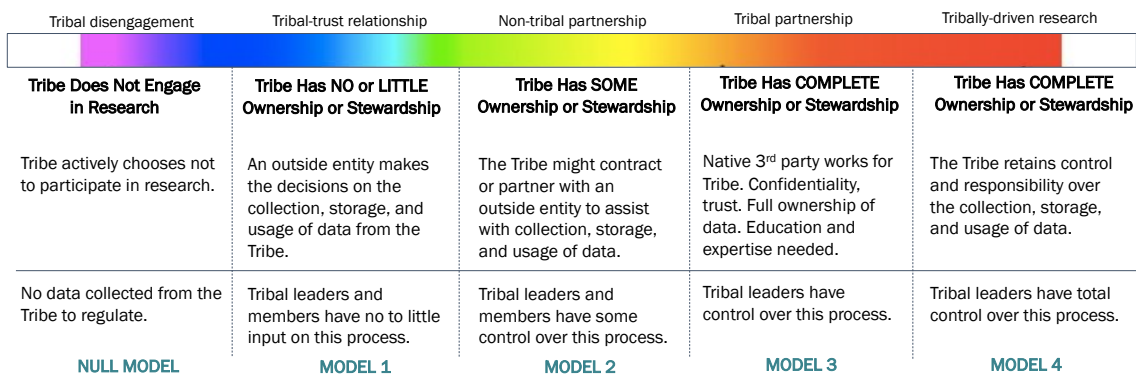 Tribal disengagement
Tribal-trust relationship
Non-tribal partnership
Tribal partnership
Tribally-driven research
Tribe Does Not Engage
in Research
Tribe Has NO or LITTLE
Ownership or Stewardship
Tribe Has SOME
Ownership or Stewardship
Tribe Has COMPLETE
Ownership or Stewardship
Tribe Has COMPLETE
Ownership or Stewardship
Tribe actively chooses not
to participate in research.
An outside entity makes
the decisions on the
collection, storage, and
usage of data from the
Tribe.
The Tribe might contract
or partner with an
outside entity to assist
with collection, storage,
and usage of data.
Native 3rd party works for
Tribe. Confidentiality,
trust. Full ownership of
data. Education and
expertise needed.
The Tribe retains control
and responsibility over
the collection, storage,
and usage of data.
No data collected from the
Tribe to regulate.
Tribal leaders and
members have no to little
input on this process.
Tribal leaders and
members have some
control over this process.
Tribal leaders have
control over this process.
Tribal leaders have total
control over this process.
NULL MODEL
MODEL 1
MODEL 2
MODEL 3
MODEL 4